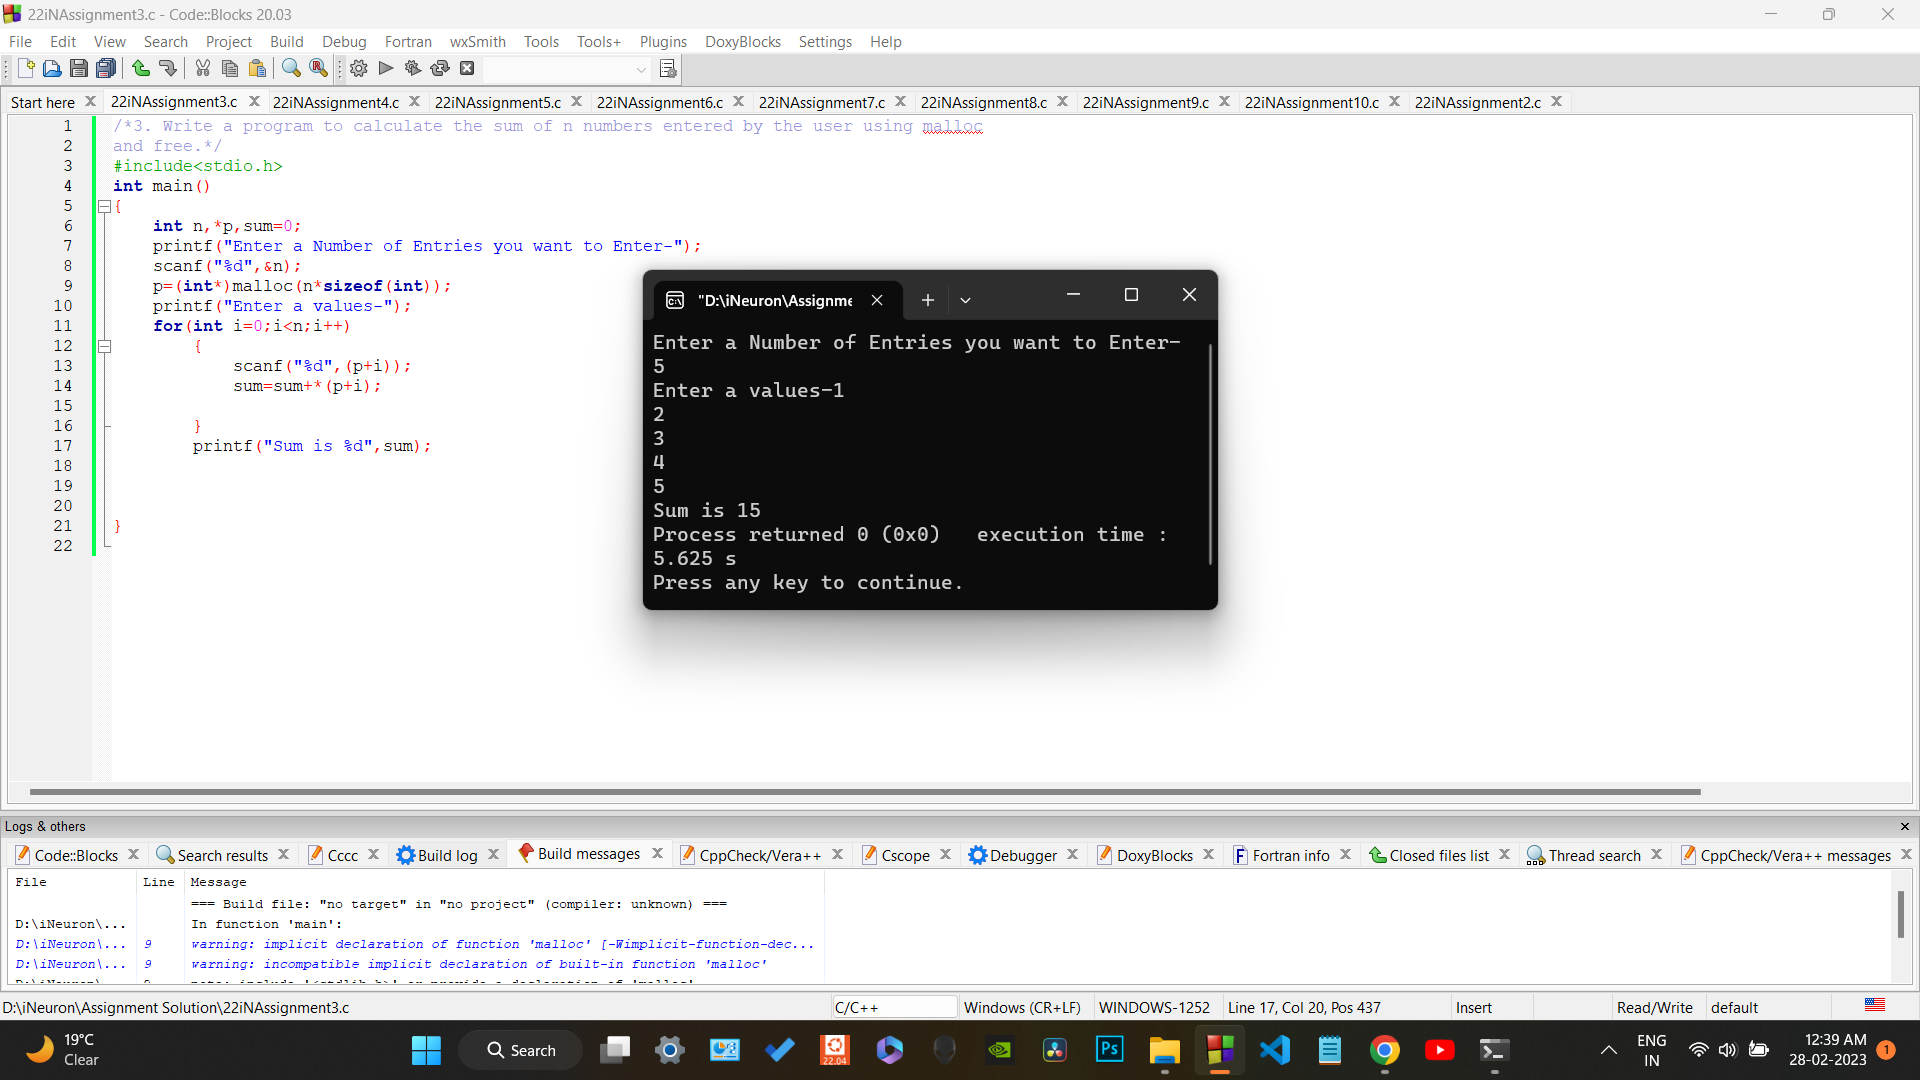 22iNAssignment3.c - Code::Blocks 20.03
File Edit View Search Project Build Debug Fortran wxSmith Tools Tools+ Plugins DoxyBlocks Settings Help
Start here 22iNAssignment3.c 22iNAssignment4.c 22iNAssignment5.c 22iNAssignment6.c 22iNAssignment7.c 22iNAssignment8.c 22iNAssignment9.c 22iNAssignment10.c 22iNAssignment2.c
1 /*3. Write a program to calculate the sum of n numbers entered by the user using malloc
2 and free.*/
3 #include<stdio.h>
4 int main()
5 {
6 int n,*p,sum=0;
7 printf("Enter a Number of Entries you want to Enter-");
8 scanf("%d",&n);
9 p=(int*)malloc(n*sizeof(int));
10 printf("Enter a values-");
11 for(int i=0;i<n;i++)
12 {
13 scanf("%d",(p+i));
14 sum=sum+*(p+i);
15
16 }
17 printf("Sum is %d",sum);
18
19
20
21 }
22
"D:\iNeuron\Assignme
Enter a Number of Entries you want to Enter-
5
Enter a values-1
2
3
4
5
Sum is 15
Process returned 0 (0x0) execution time :
5.625 s
Press any key to continue.
Logs & others
Code::Blocks Search results Cccc Build log Build messages CppCheck/Vera++ Cscope Debugger DoxyBlocks Fortran info Closed files list Thread search CppCheck/Vera++ messages
File Line Message
=== Build file: "no target" in "no project" (compiler: unknown) ===
D:\iNeuron\... In function 'main':
D:\iNeuron\... 9 warning: implicit declaration of function 'malloc' [-Wimplicit-function-dec...
D:\iNeuron\... 9 warning: incompatible implicit declaration of built-in function 'malloc'
D:\iNeuron\Assignment Solution\22iNAssignment3.c C/C++ Windows (CR+LF) WINDOWS-1252 Line 17, Col 20, Pos 437 Insert Read/Write default
19°C
Clear
Search
22.04
Ps
ENG
IN
12:39 AM
28-02-2023
1